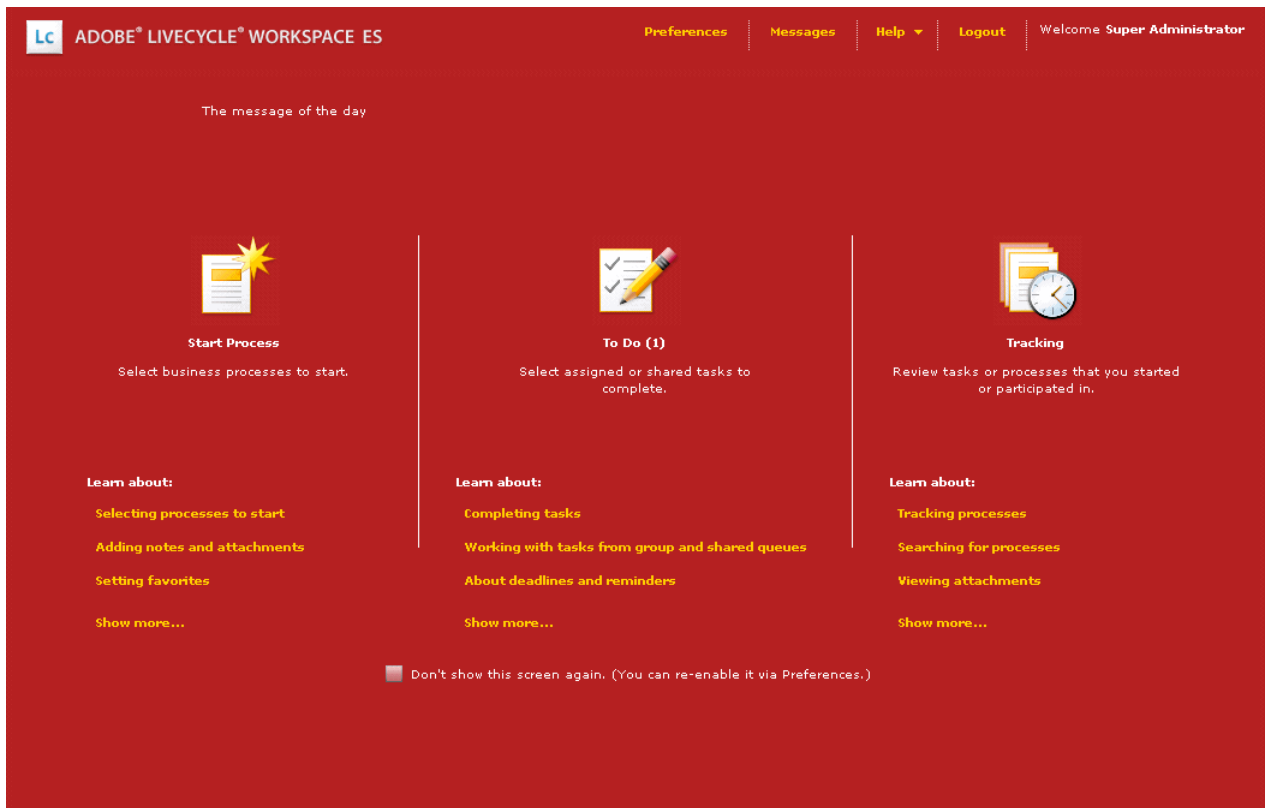 Lc ADOBE® LIVECYCLE® WORKSPACE ES
Preferences Messages Help Logout Welcome Super Administrator
The message of the day
Start Process
Select business processes to start.
To Do (1)
Select assigned or shared tasks to
complete.
Tracking
Review tasks or processes that you started
or participated in.
Learn about:
Selecting processes to start
Adding notes and attachments
Setting favorites
Show more...
Learn about:
Completing tasks
Working with tasks from group and shared queues
About deadlines and reminders
Show more...
Learn about:
Tracking processes
Searching for processes
Viewing attachments
Show more...
Don't show this screen again. (You can re-enable it via Preferences.)